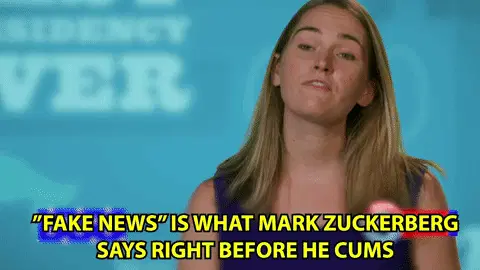 RESIDENCY
VER
"FAKE NEWS" IS WHAT MARK ZUCKERBERG
SAYS RIGHT BEFORE HE CUMS